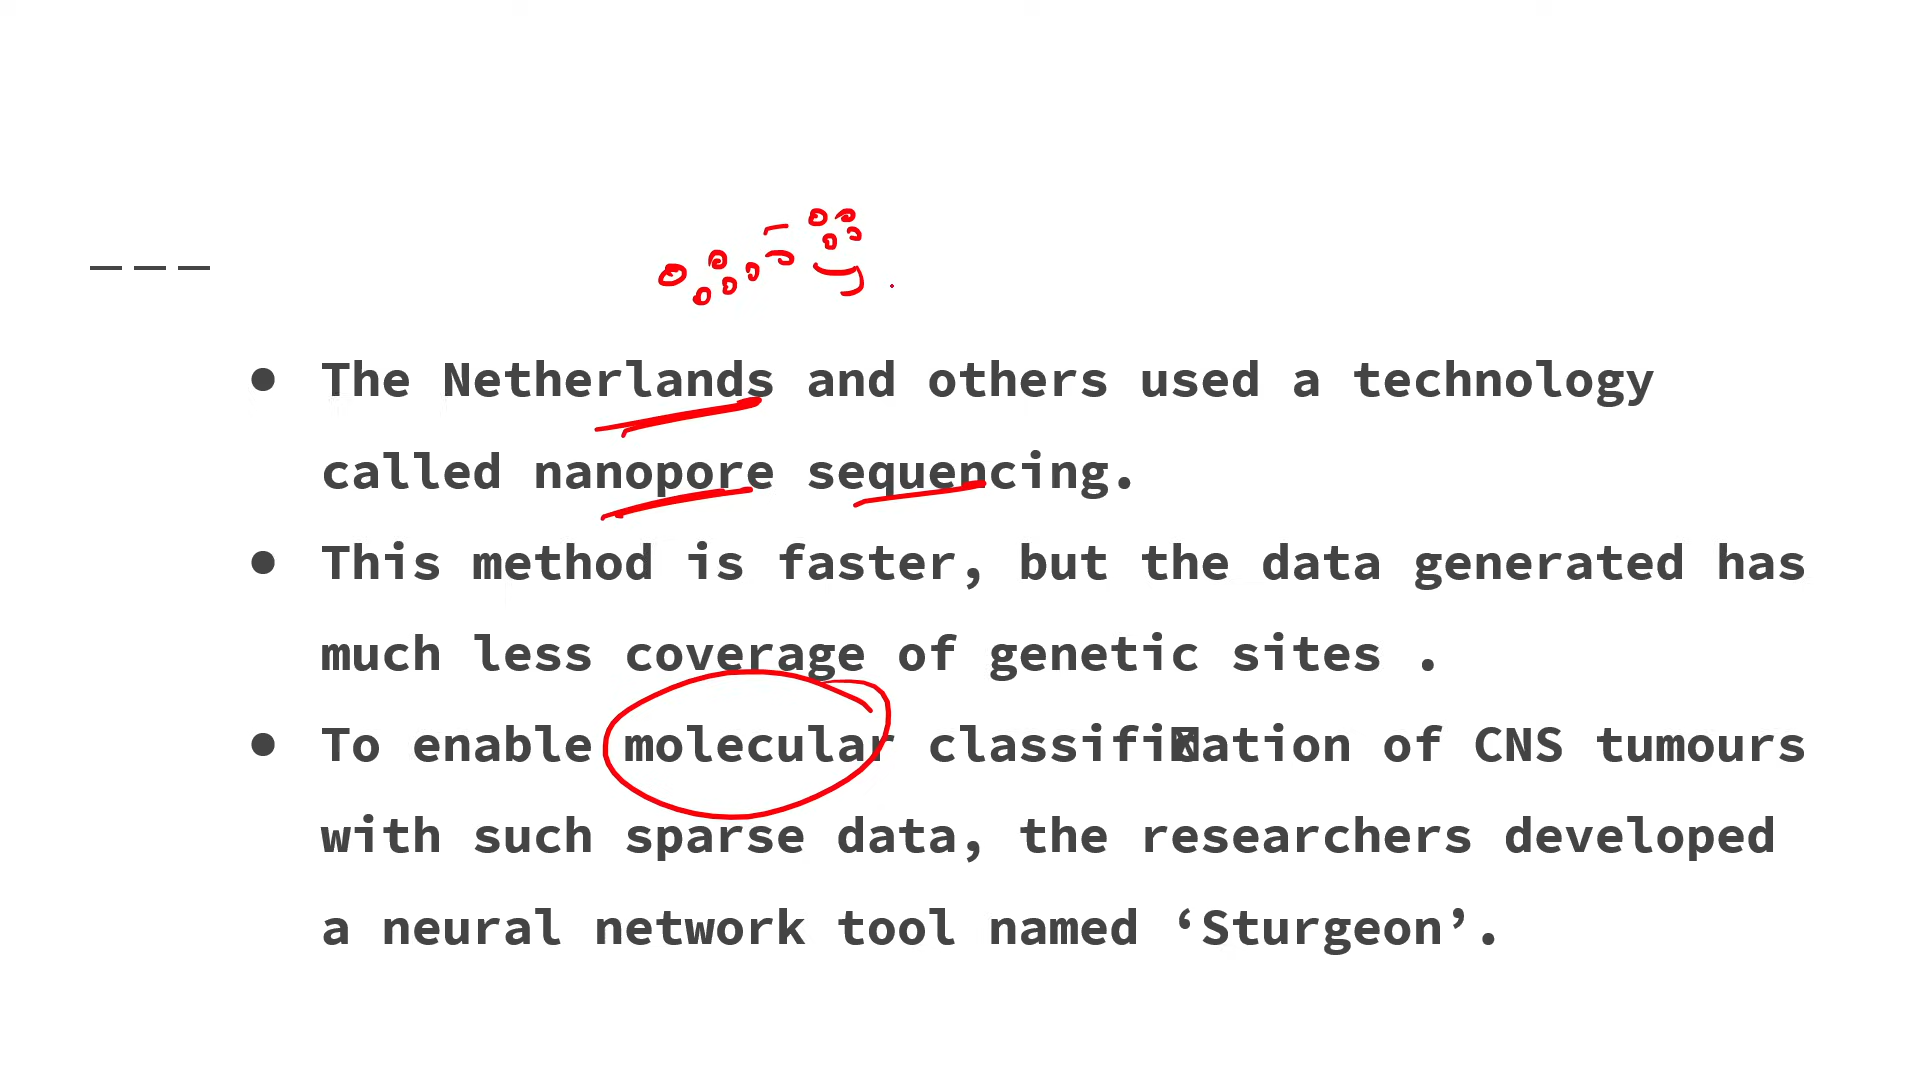 ● The Netherlands and others used a technology
called nanopore sequencing.
● This method is faster, but the data generated has
much less coverage of genetic sites .
● To enable molecular classification of CNS tumours
with such sparse data, the researchers developed
a neural network tool named ‘Sturgeon’.